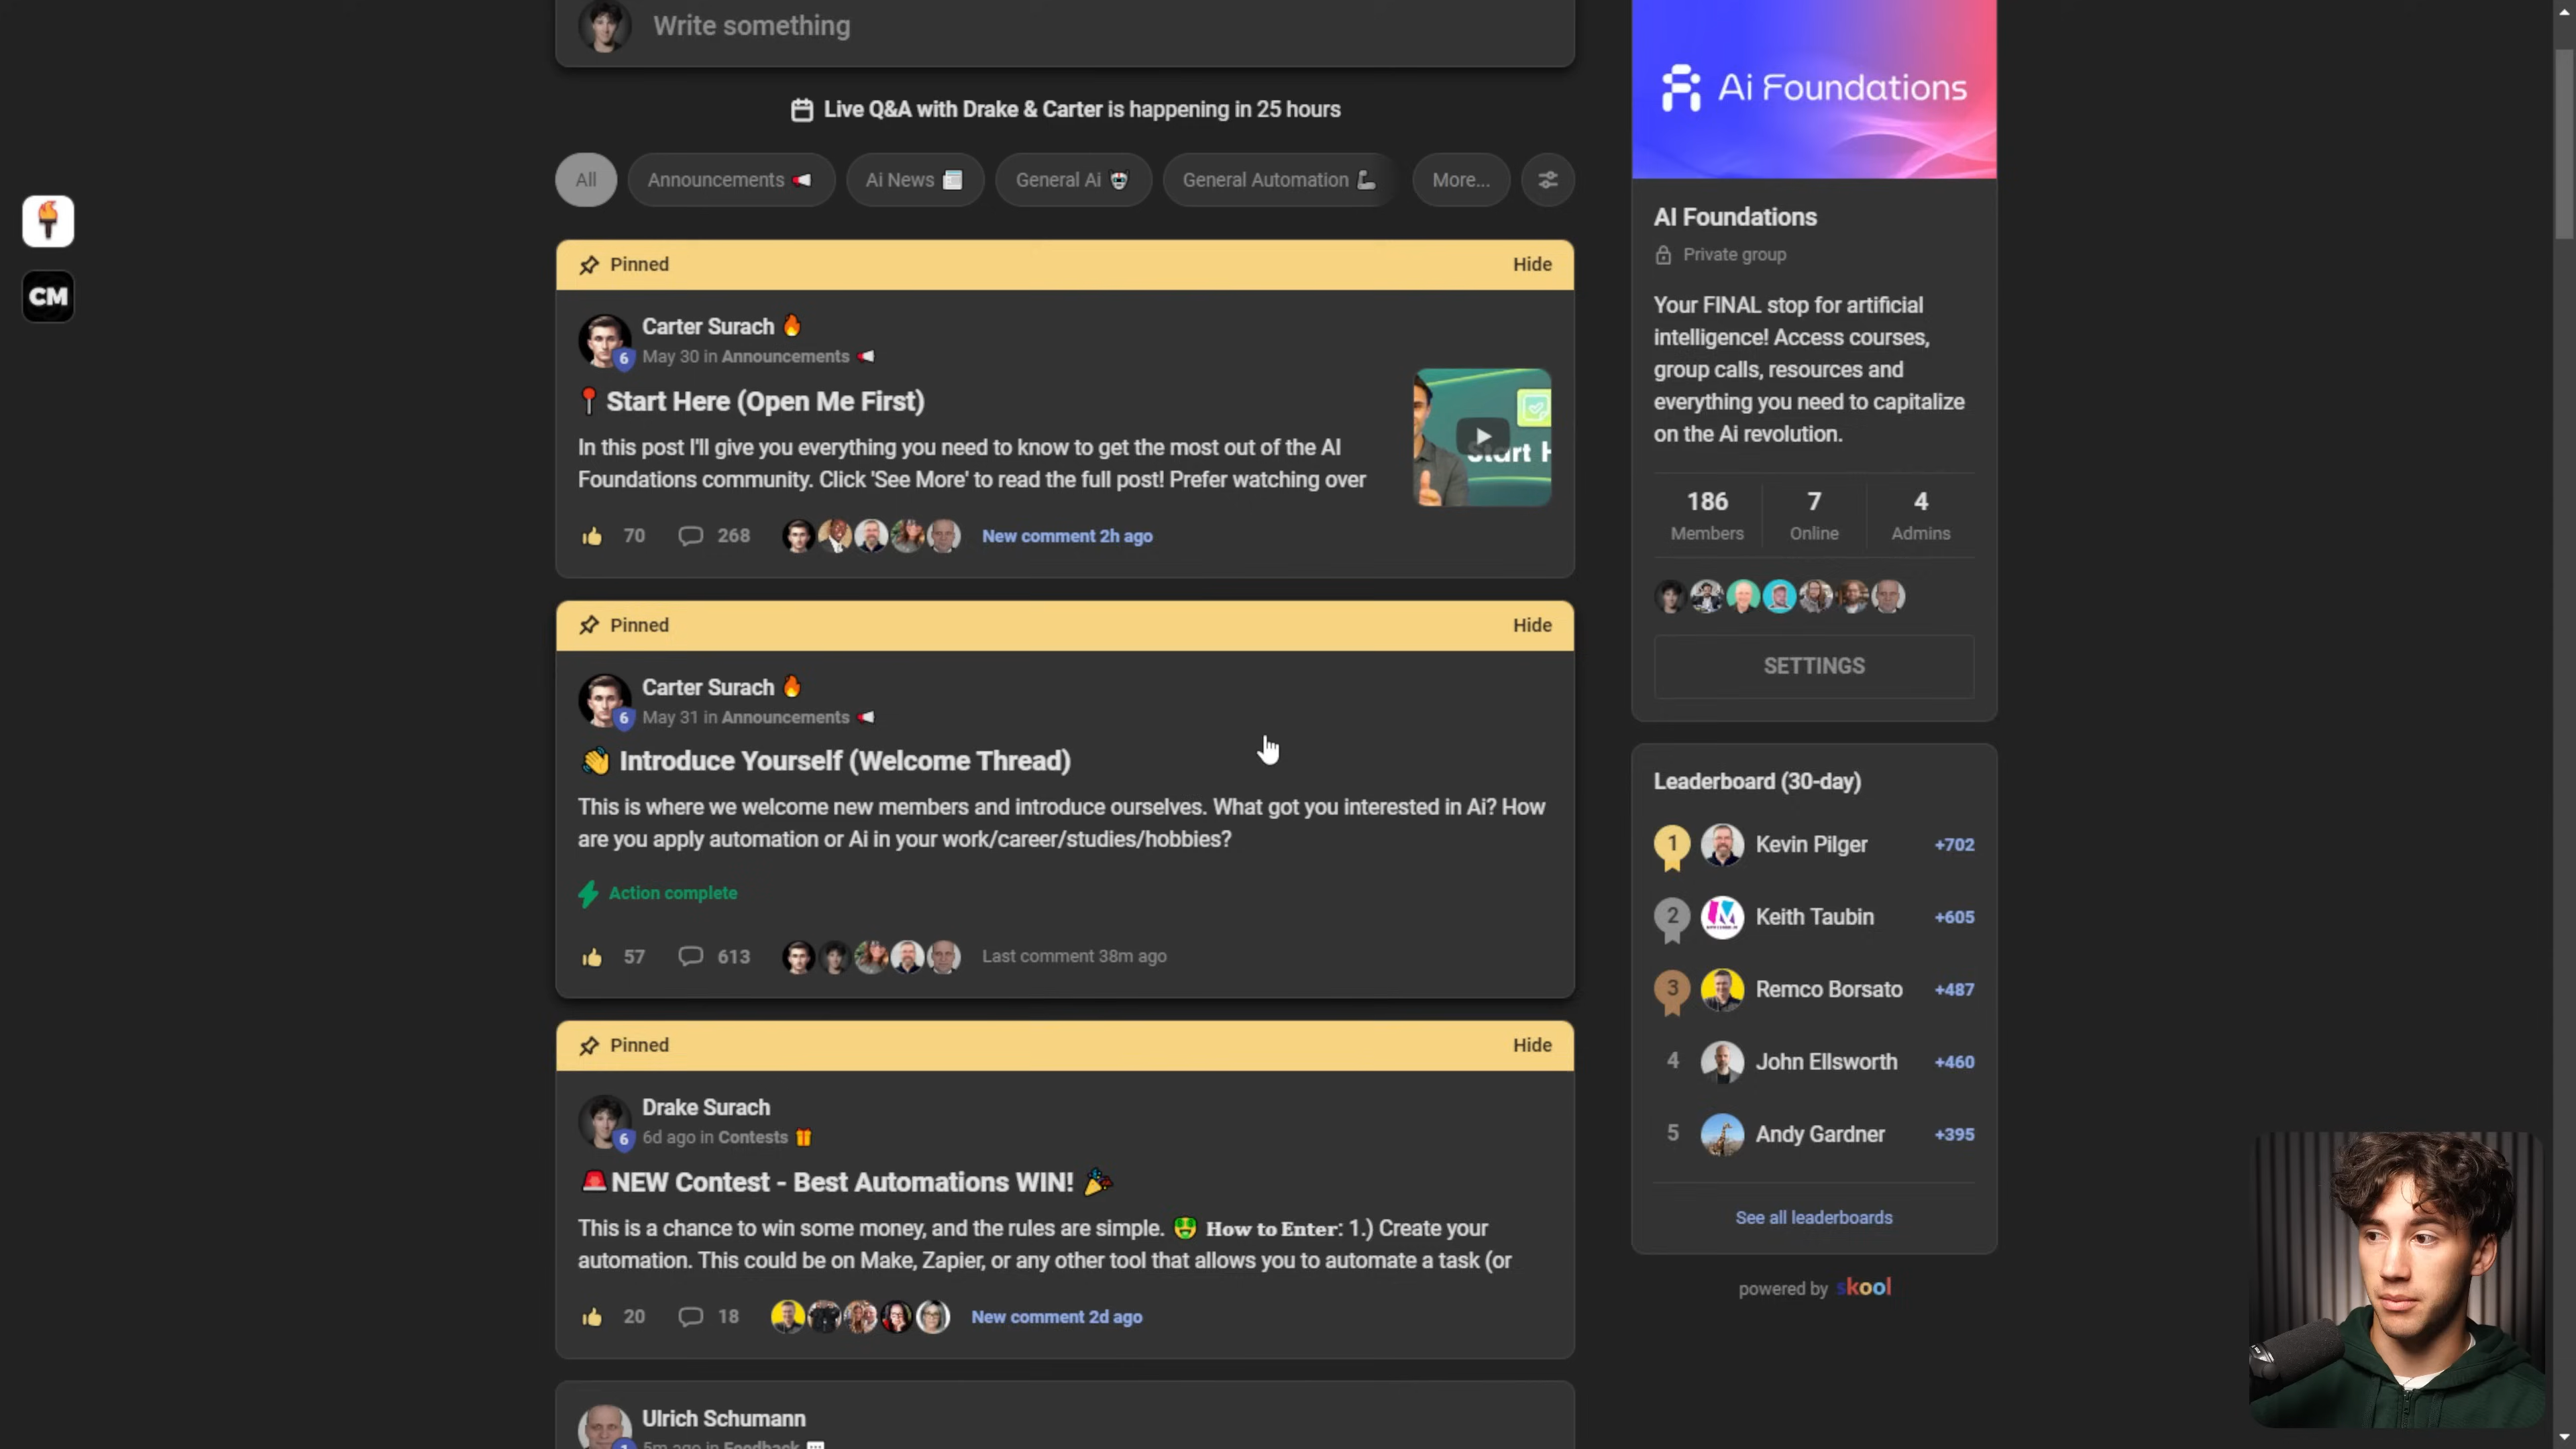 Write something
Live Q&A with Drake & Carter is happening in 25 hours
All
Announcements
Ai News
General Ai
General Automation
More...
CM
Pinned
Hide
Carter Surach
6
May 30 in Announcements
Start Here (Open Me First)
In this post I'll give you everything you need to know to get the most out of the AI
Foundations community. Click 'See More' to read the full post! Prefer watching over
70
268
New comment 2h ago
Pinned
Hide
Carter Surach
6
May 31 in Announcements
Introduce Yourself (Welcome Thread)
This is where we welcome new members and introduce ourselves. What got you interested in Ai? How
are you apply automation or Ai in your work/career/studies/hobbies?
Action complete
57
613
Last comment 38m ago
Pinned
Hide
Drake Surach
6
6d ago in Contests
NEW Contest - Best Automations WIN!
This is a chance to win some money, and the rules are simple. How to Enter: 1.) Create your
automation. This could be on Make, Zapier, or any other tool that allows you to automate a task (or
20
18
New comment 2d ago
Ulrich Schumann
5m ago in Feedback
Ai Foundations
AI Foundations
Private group
Your FINAL stop for artificial
intelligence! Access courses,
group calls, resources and
everything you need to capitalize
on the Ai revolution.
186
Members
7
Online
4
Admins
SETTINGS
Leaderboard (30-day)
1
Kevin Pilger
+702
2
Keith Taubin
+605
3
Remco Borsato
+487
4
John Ellsworth
+460
5
Andy Gardner
+395
See all leaderboards
powered by skool